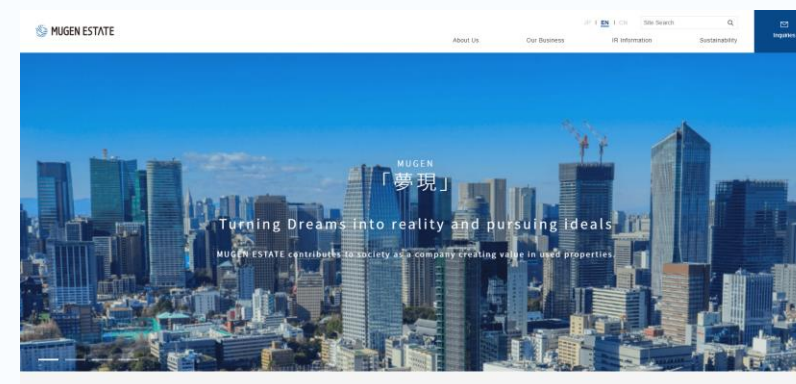 MUGEN ESTATE
JP | EN | CN
Site Search
Inquiries
About Us
Our Business
IR Information
Sustainability
MUGEN
「夢現」
Turning Dreams into reality and pursuing ideals
MUGEN ESTATE contributes to society as a company creating value in used properties.